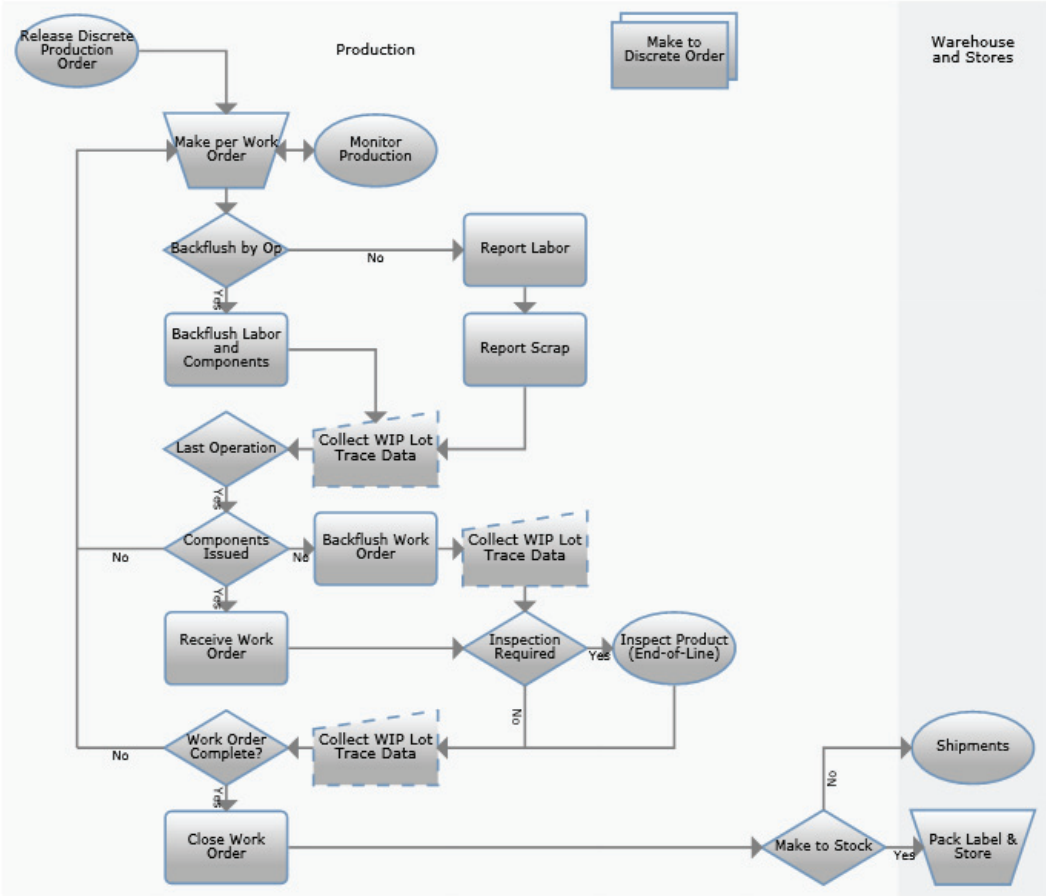 Release Discrete
Production
Order
Production
Make to
Discrete Order
Warehouse
and Stores
Make per Work
Order
Monitor
Production
Backflush by Op
No
Report Labor
Yes
Backflush Labor
and
Components
Report Scrap
Last Operation
Collect WIP Lot
Trace Data
Yes
Components
Issued
No
No
Backflush Work
Order
Collect WIP Lot
Trace Data
Yes
Receive Work
Order
Inspection
Required
Yes
Inspect Product
(End-of-Line)
No
Work Order
Complete?
No
Collect WIP Lot
Trace Data
Shipments
Yes
No
Close Work
Order
Make to Stock
Yes
Pack Label &
Store